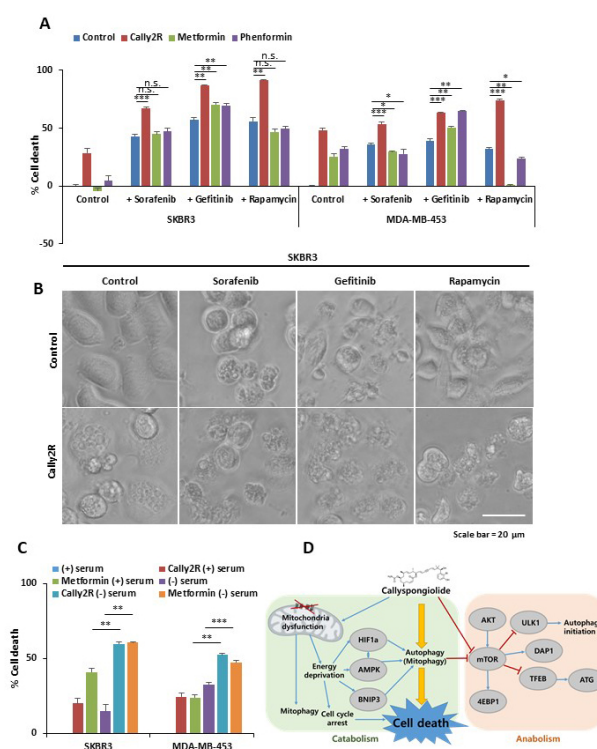 A
Control Cally2R Metformin Phenformin
n.s.
n.s.
***
**
**
**
n.s.
n.s.
**
*
*
***
**
**
***
*
**
***
100
50
0
-50
% Cell death
Control + Sorafenib + Gefitinib + Rapamycin Control + Sorafenib + Gefitinib + Rapamycin
SKBR3 MDA-MB-453
SKBR3
B
Control Sorafenib Gefitinib Rapamycin
Control
Cally2R
Scale bar = 20 µm
C
(+) serum Cally2R (+) serum
Metformin (+) serum (-) serum
Cally2R (-) serum Metformin (-) serum
100
50
0
% Cell death
**
**
***
**
SKBR3 MDA-MB-453
D
Callyspongiolide
Mitochondria
dysfunction
HIF1a
Energy
deprivation
AMPK
BNIP3
Autophagy
(Mitophagy)
Mitophagy
Cell cycle
arrest
Cell death
Catabolism
AKT
ULK1
Autophagy
initiation
mTOR
DAP1
TFEB
ATG
4EBP1
Anabolism